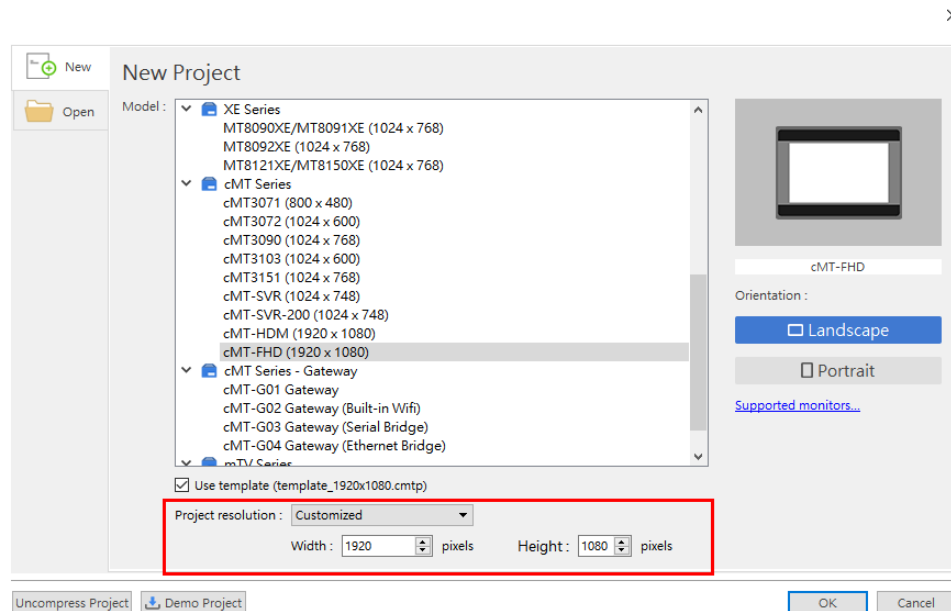 New
Open
New Project
Model :
XE Series
MT8090XE/MT8091XE (1024 x 768)
MT8092XE (1024 x 768)
MT8121XE/MT8150XE (1024 x 768)
cMT Series
cMT3071 (800 x 480)
cMT3072 (1024 x 600)
cMT3090 (1024 x 768)
cMT3103 (1024 x 600)
cMT3151 (1024 x 768)
cMT-SVR (1024 x 748)
cMT-SVR-200 (1024 x 748)
cMT-HDM (1920 x 1080)
cMT-FHD (1920 x 1080)
cMT Series - Gateway
cMT-G01 Gateway
cMT-G02 Gateway (Built-in Wifi)
cMT-G03 Gateway (Serial Bridge)
cMT-G04 Gateway (Ethernet Bridge)
mTV Series
cMT-FHD
Orientation :
Landscape
Portrait
Supported monitors...
Use template (template_1920x1080.cmtp)
Project resolution : Customized
Width : 1920 pixels Height : 1080 pixels
Uncompress Project Demo Project OK Cancel